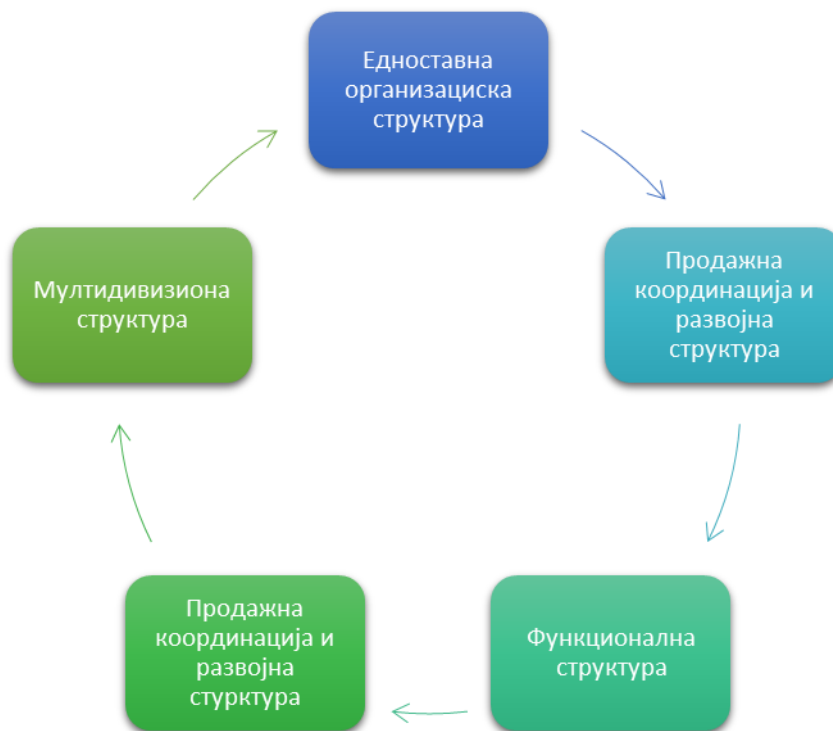 Едноставна
организациска
структура
Продажна
координација и
развојна
структура
Функционална
структура
Продажна
координација и
развојна
стурктура
Мултидивизиона
структура